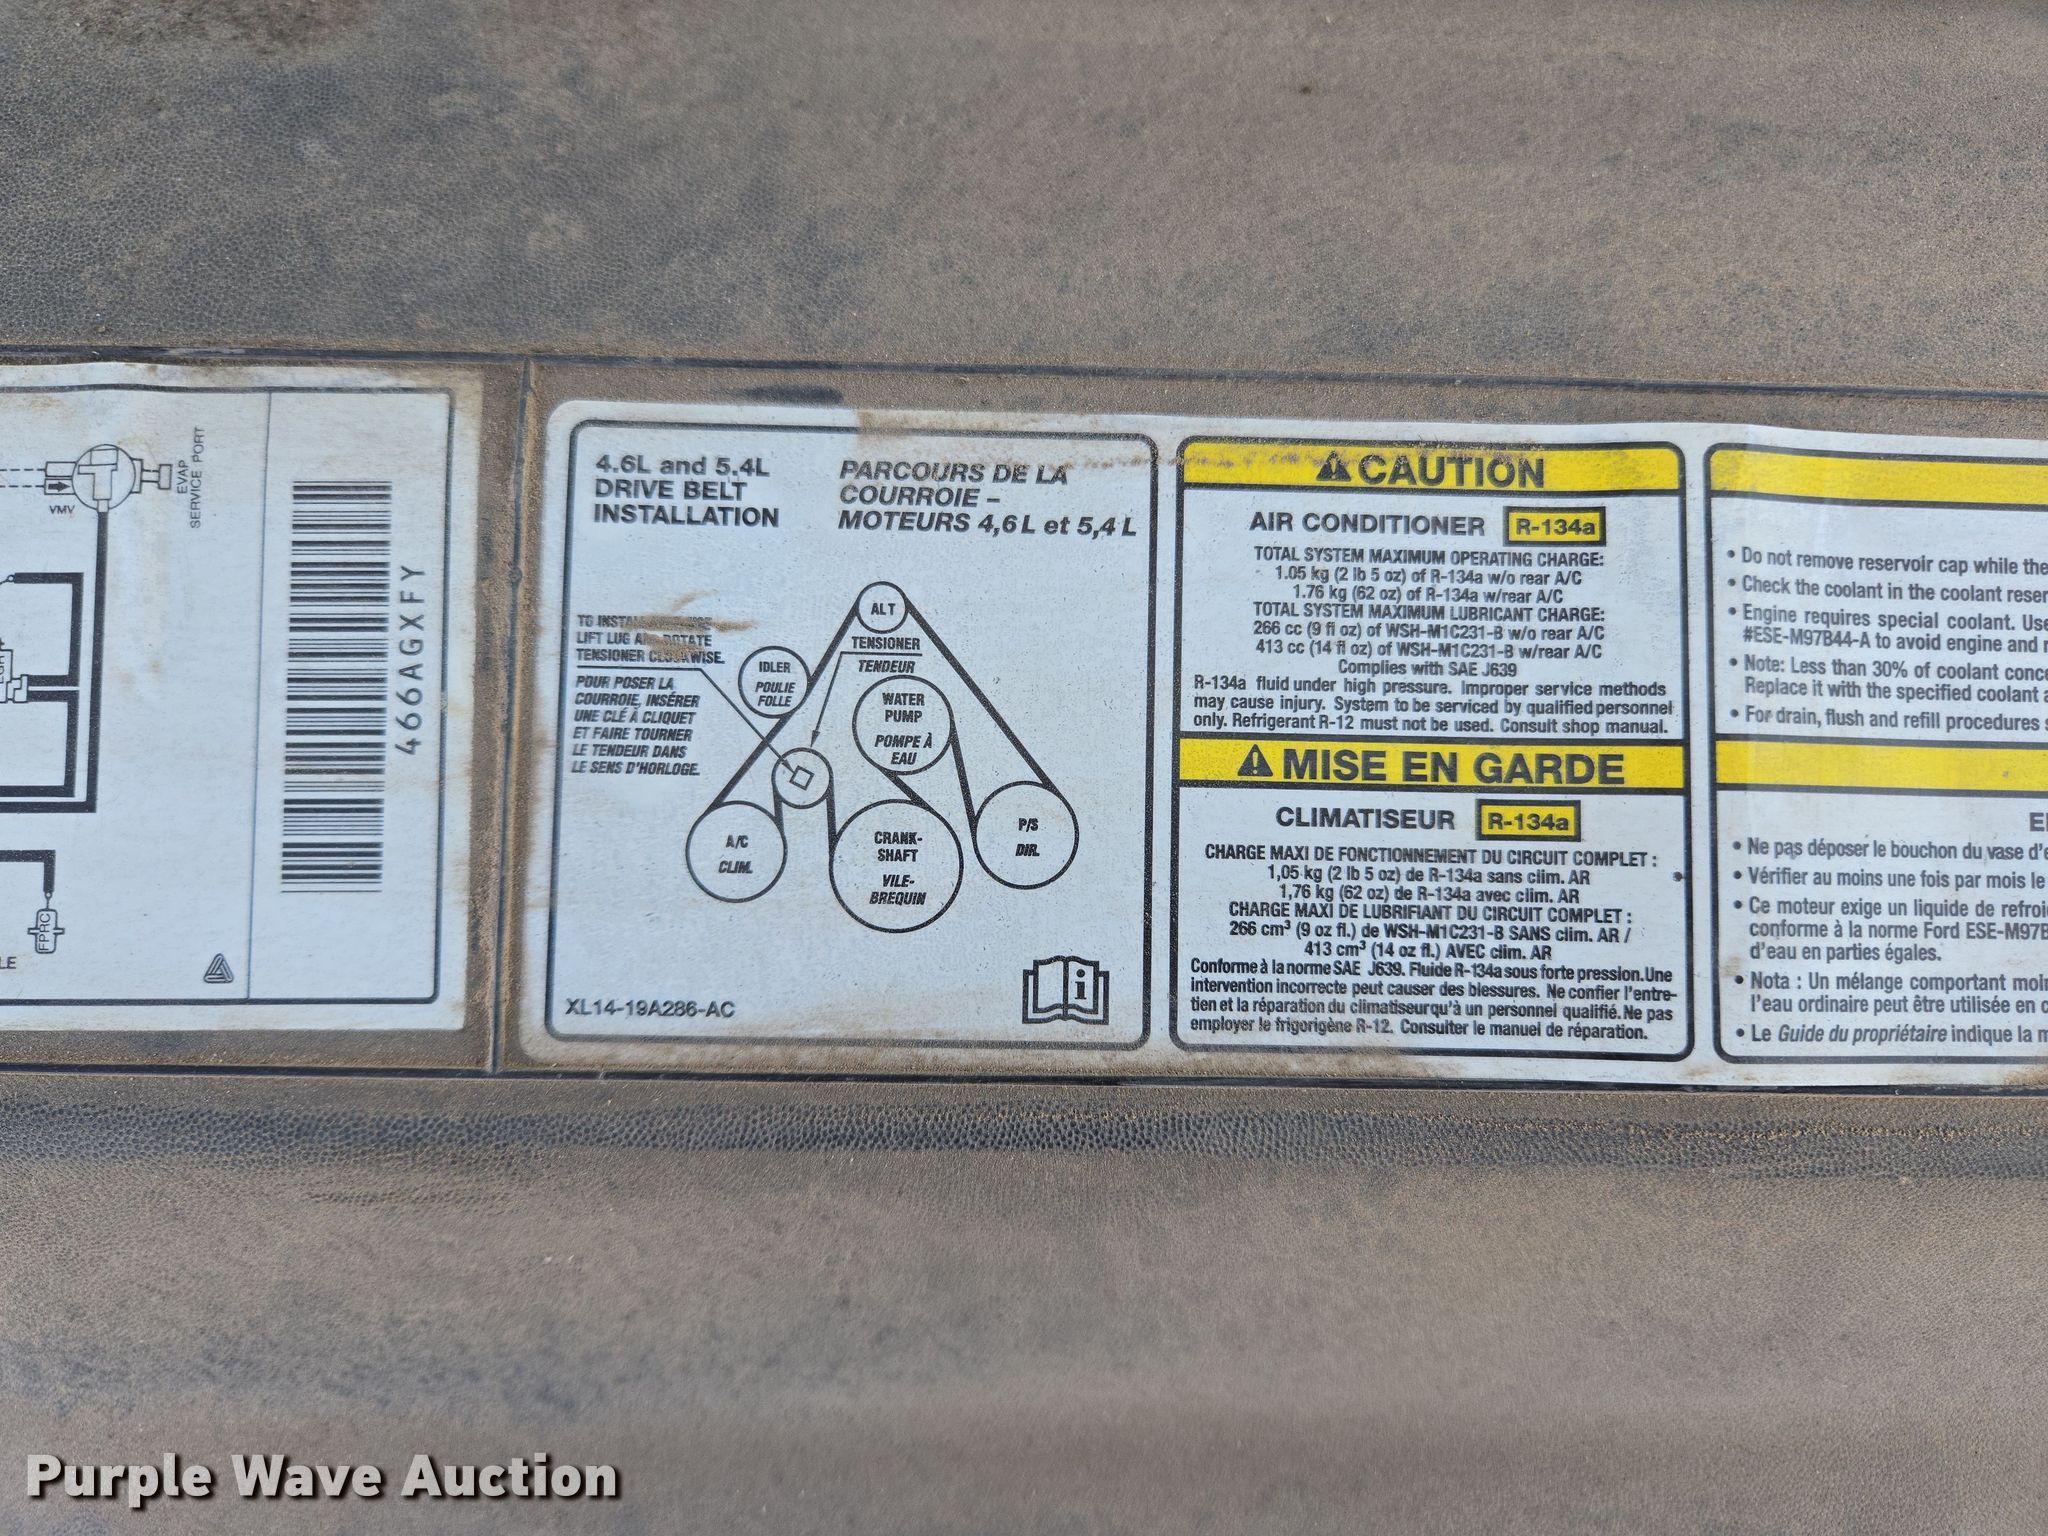 VMV
EVAP
SERVICE PORT
FPRC
LE
466AGXFY
4.6L and 5.4L
DRIVE BELT
INSTALLATION
PARCOURS DE LA
COURROIE –
MOTEURS 4,6 L et 5,4 L
TO
LIFT LUG AND ROTATE
TENSIONER CLOCKWISE.
POUR POSER LA
COURROIE, INSÉRER
UNE CLÉ À CLIQUET
ET FAIRE TOURNER
LE TENDEUR DANS
LE SENS D'HORLOGE.
ALT
TENSIONER
TENDEUR
IDLER
POULIE
FOLLE
WATER
PUMP
POMPE À
EAU
A/C
CLIM.
CRANK-
SHAFT
VILE-
BREQUIN
P/S
DIR.
XL14-19A286-AC
i
CAUTION
AIR CONDITIONER R-134a
TOTAL SYSTEM MAXIMUM OPERATING CHARGE:
1.05 kg (2 lb 5 oz) of R-134a w/o rear A/C
1.76 kg (62 oz) of R-134a w/rear A/C
TOTAL SYSTEM MAXIMUM LUBRICANT CHARGE:
266 cc (9 fl oz) of WSH-M1C231-B w/o rear A/C
413 cc (14 fl oz) of WSH-M1C231-B w/rear A/C
Complies with SAE J639
R-134a fluid under high pressure. Improper service methods
may cause injury. System to be serviced by qualified personnel
only. Refrigerant R-12 must not be used. Consult shop manual.
MISE EN GARDE
CLIMATISEUR R-134a
CHARGE MAXI DE FONCTIONNEMENT DU CIRCUIT COMPLET :
1,05 kg (2 lb 5 oz) de R-134a sans clim. AR
1,76 kg (62 oz) de R-134a avec clim. AR
CHARGE MAXI DE LUBRIFIANT DU CIRCUIT COMPLET :
266 cm³ (9 oz fl.) de WSH-M1C231-B SANS clim. AR /
413 cm³ (14 oz fl.) AVEC clim. AR
Conforme à la norme SAE J639. Fluide R-134a sous forte pression. Une
intervention incorrecte peut causer des blessures. Ne confier l'entre-
tien et la réparation du climatiseur qu'à un personnel qualifié. Ne pas
employer le frigorigène R-12. Consulter le manuel de réparation.
• Do not remove reservoir cap while the
• Check the coolant in the coolant reser
• Engine requires special coolant. Use
#ESE-M97B44-A to avoid engine and r
• Note: Less than 30% of coolant conce
Replace it with the specified coolant a
• For drain, flush and refill procedures s
• Ne pas déposer le bouchon du vase d'e
• Vérifier au moins une fois par mois le
• Ce moteur exige un liquide de refroi
conforme à la norme Ford ESE-M97B
d'eau en parties égales.
• Nota : Un mélange comportant moin
l'eau ordinaire peut être utilisée en c
• Le Guide du propriétaire indique la m
Purple Wave Auction